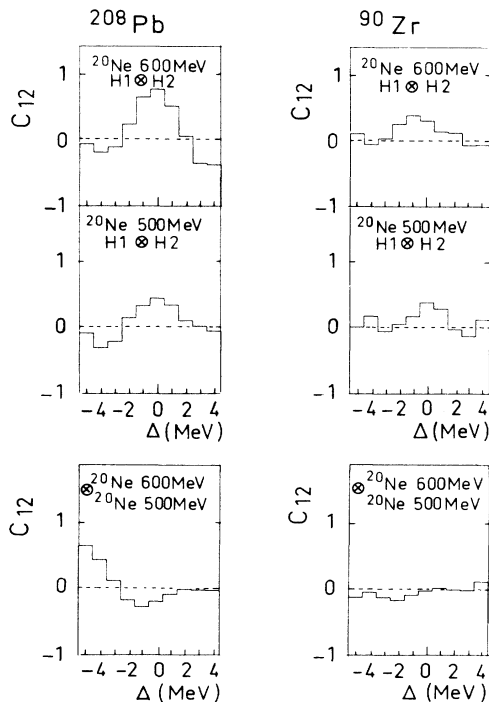 ²⁰⁸Pb
²⁰Ne 600MeV
H1⊗H2
C₁₂
1
0
-1
²⁰Ne 500MeV
H1⊗H2
1
0
-1
-4 -2 0 2 4
Δ (MeV)
⊗²⁰Ne 600MeV
²⁰Ne 500MeV
C₁₂
1
0
-1
-4 -2 0 2 4
Δ (MeV)
⁹⁰Zr
²⁰Ne 600MeV
H1⊗H2
C₁₂
1
0
-1
²⁰Ne 500MeV
H1⊗H2
1
0
-1
-4 -2 0 2 4
Δ (MeV)
⊗²⁰Ne 600MeV
²⁰Ne 500MeV
C₁₂
1
0
-1
-4 -2 0 2 4
Δ (MeV)